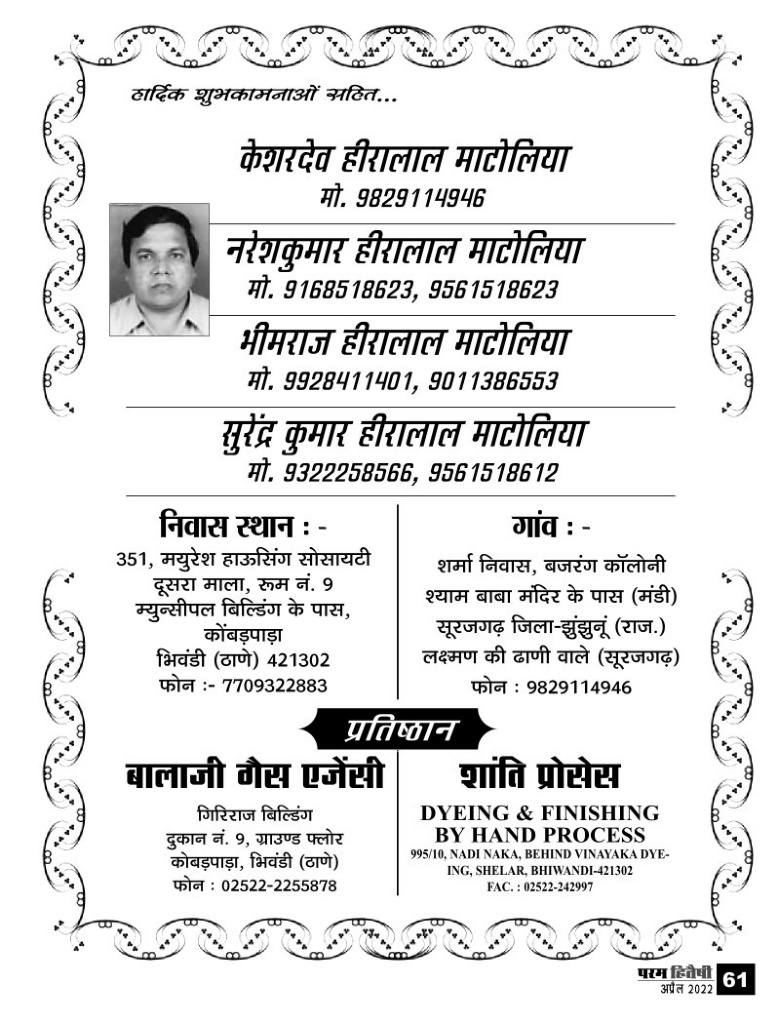 हार्दिक शुभकामनाओं सहित...
केशरदेव हीरालाल माटोलिया
मो. 9829114946
नरेशकुमार हीरालाल माटोलिया
मो. 9168518623, 9561518623
भीमराज हीरालाल माटोलिया
मो. 9928411401, 9011386553
सुरेंद्र कुमार हीरालाल माटोलिया
मो. 9322258566, 9561518612
निवास स्थान : -
351, मयुरेश हाऊसिंग सोसायटी
दूसरा माला, रूम नं. 9
म्युन्सीपल बिल्डिंग के पास,
कोंबड़पाड़ा
भिवंडी (ठाणे) 421302
फोन :- 7709322883
गांव : -
शर्मा निवास, बजरंग कॉलोनी
श्याम बाबा मंदिर के पास (मंडी)
सूरजगढ़ जिला-झुंझुनूं (राज.)
लक्ष्मण की ढाणी वाले (सूरजगढ़)
फोन : 9829114946
प्रतिष्ठान
बालाजी गैस एजेंसी
गिरिराज बिल्डिंग
दुकान नं. 9, ग्राउण्ड फ्लोर
कोबड़पाड़ा, भिवंडी (ठाणे)
फोन : 02522-2255878
शांति प्रोसेस
DYEING & FINISHING
BY HAND PROCESS
995/10, NADI NAKA, BEHIND VINAYAKA DYE-
ING, SHELAR, BHIWANDI-421302
FAC. : 02522-242997
परम हितैषी
अप्रैल 2022
61